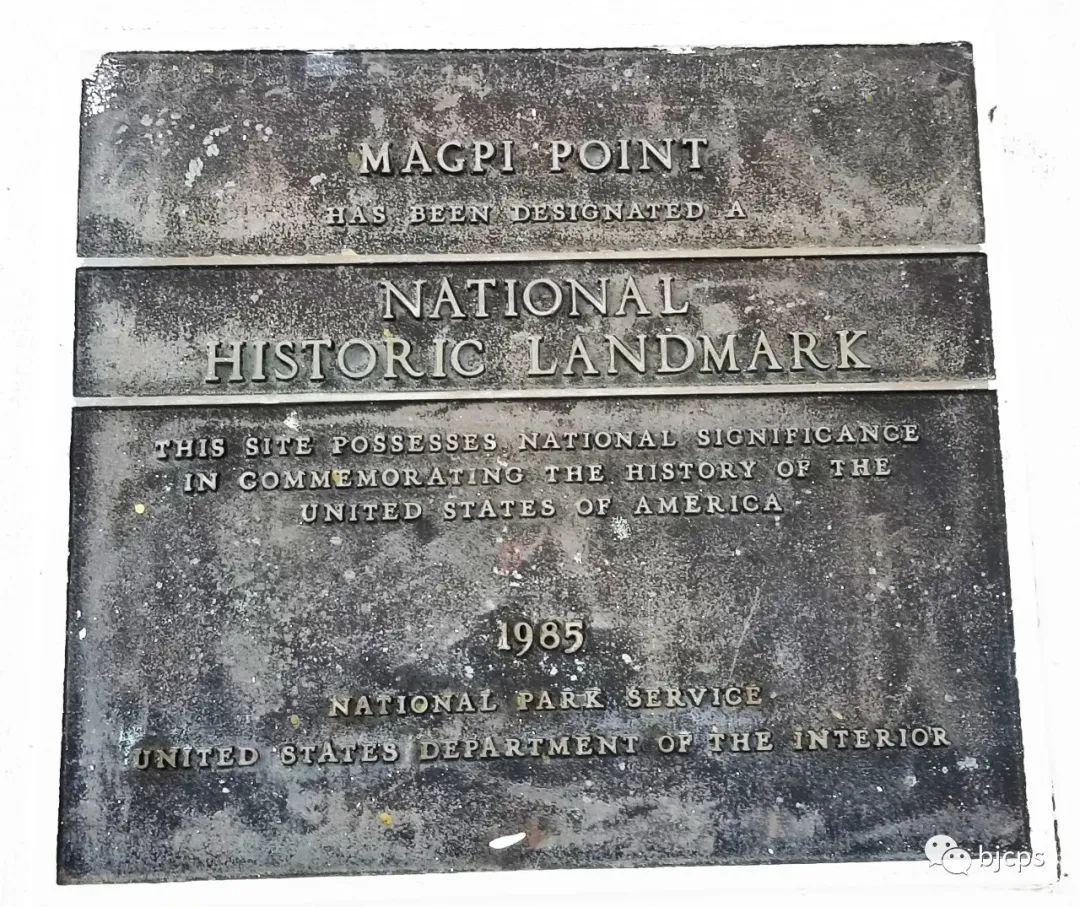 MAGPI POINT
HAS BEEN DESIGNATED A
NATIONAL
HISTORIC LANDMARK
THIS SITE POSSESSES NATIONAL SIGNIFICANCE
IN COMMEMORATING THE HISTORY OF THE
UNITED STATES OF AMERICA
1985
NATIONAL PARK SERVICE
UNITED STATES DEPARTMENT OF THE INTERIOR
bjcps